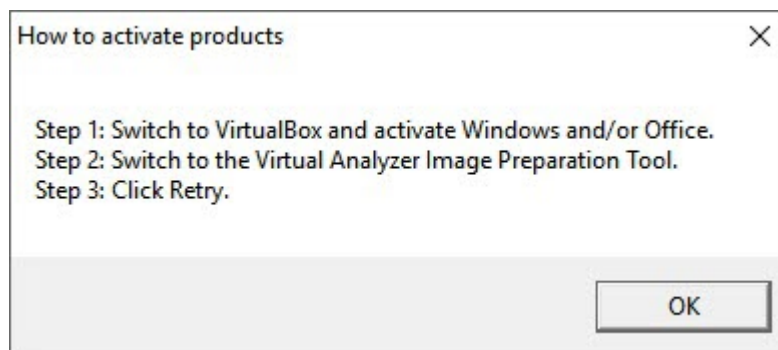 How to activate products
Step 1: Switch to VirtualBox and activate Windows and/or Office.
Step 2: Switch to the Virtual Analyzer Image Preparation Tool.
Step 3: Click Retry.
OK